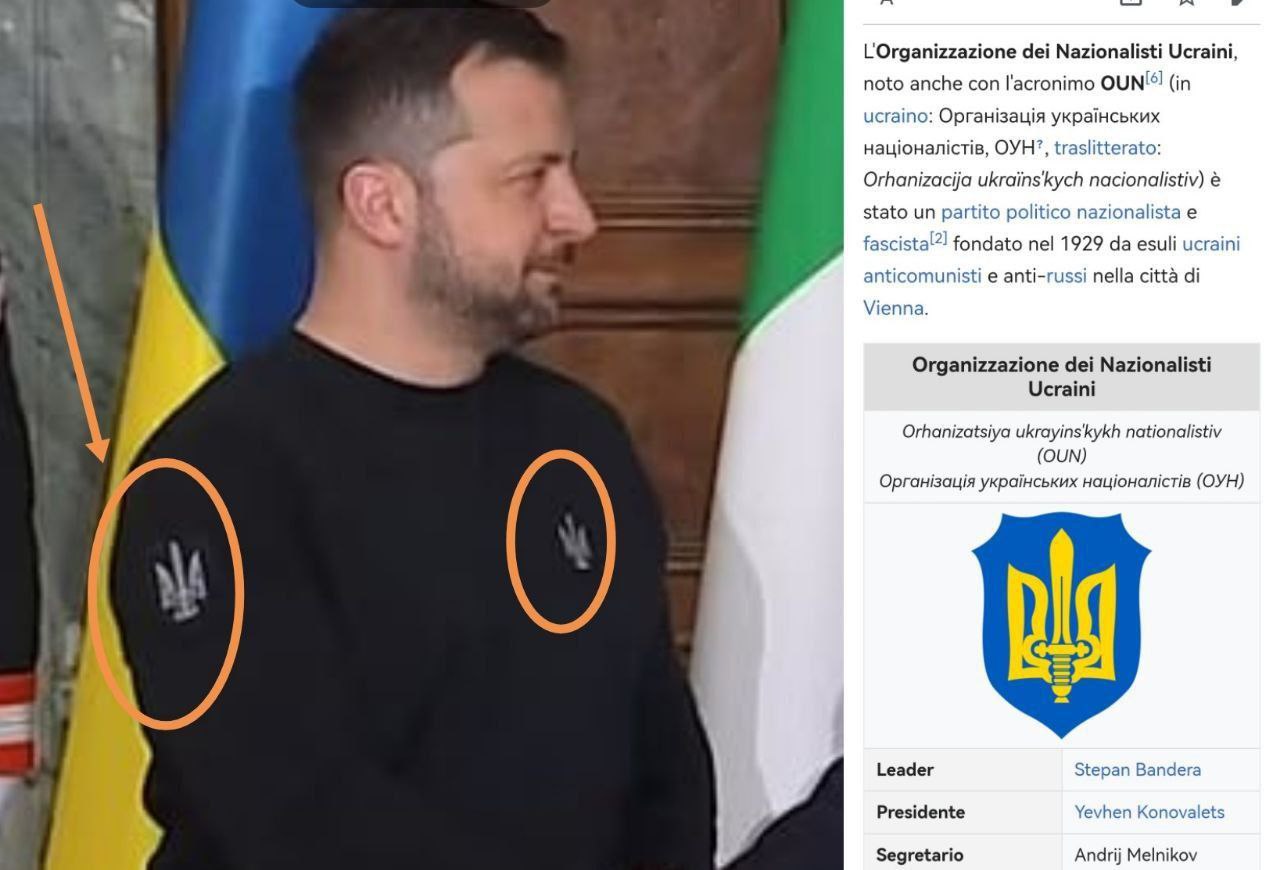 L'Organizzazione dei Nazionalisti Ucraini,
noto anche con l'acronimo OUN[6] (in
ucraino: Організація українських
націоналістів, ОУН?, traslitterato:
Orhanizacija ukraïns'kych nacionalistiv) è
stato un partito politico nazionalista e
fascista[2] fondato nel 1929 da esuli ucraini
anticomunisti e anti-russi nella città di
Vienna.
Organizzazione dei Nazionalisti
Ucraini
Orhanizatsiya ukrayins'kykh nationalistiv
(OUN)
Організація українських націоналістів (ОУН)
Leader Stepan Bandera
Presidente Yevhen Konovalets
Segretario Andrij Melnikov